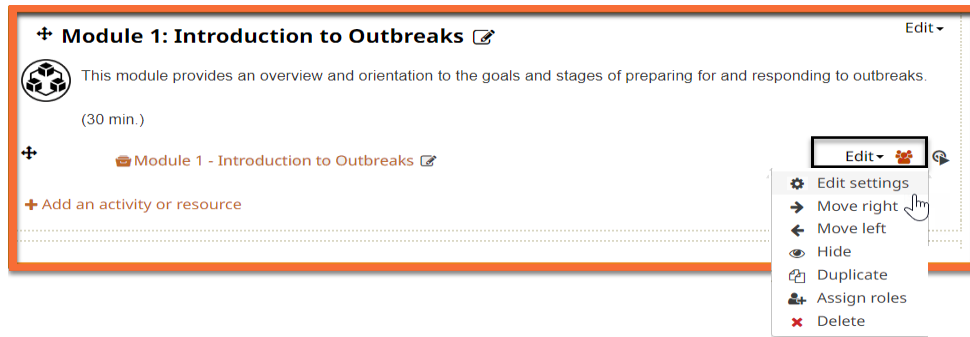 Module 1: Introduction to Outbreaks
Edit
This module provides an overview and orientation to the goals and stages of preparing for and responding to outbreaks.
(30 min.)
Module 1 - Introduction to Outbreaks
Edit
Add an activity or resource
Edit settings
Move right
Move left
Hide
Duplicate
Assign roles
Delete